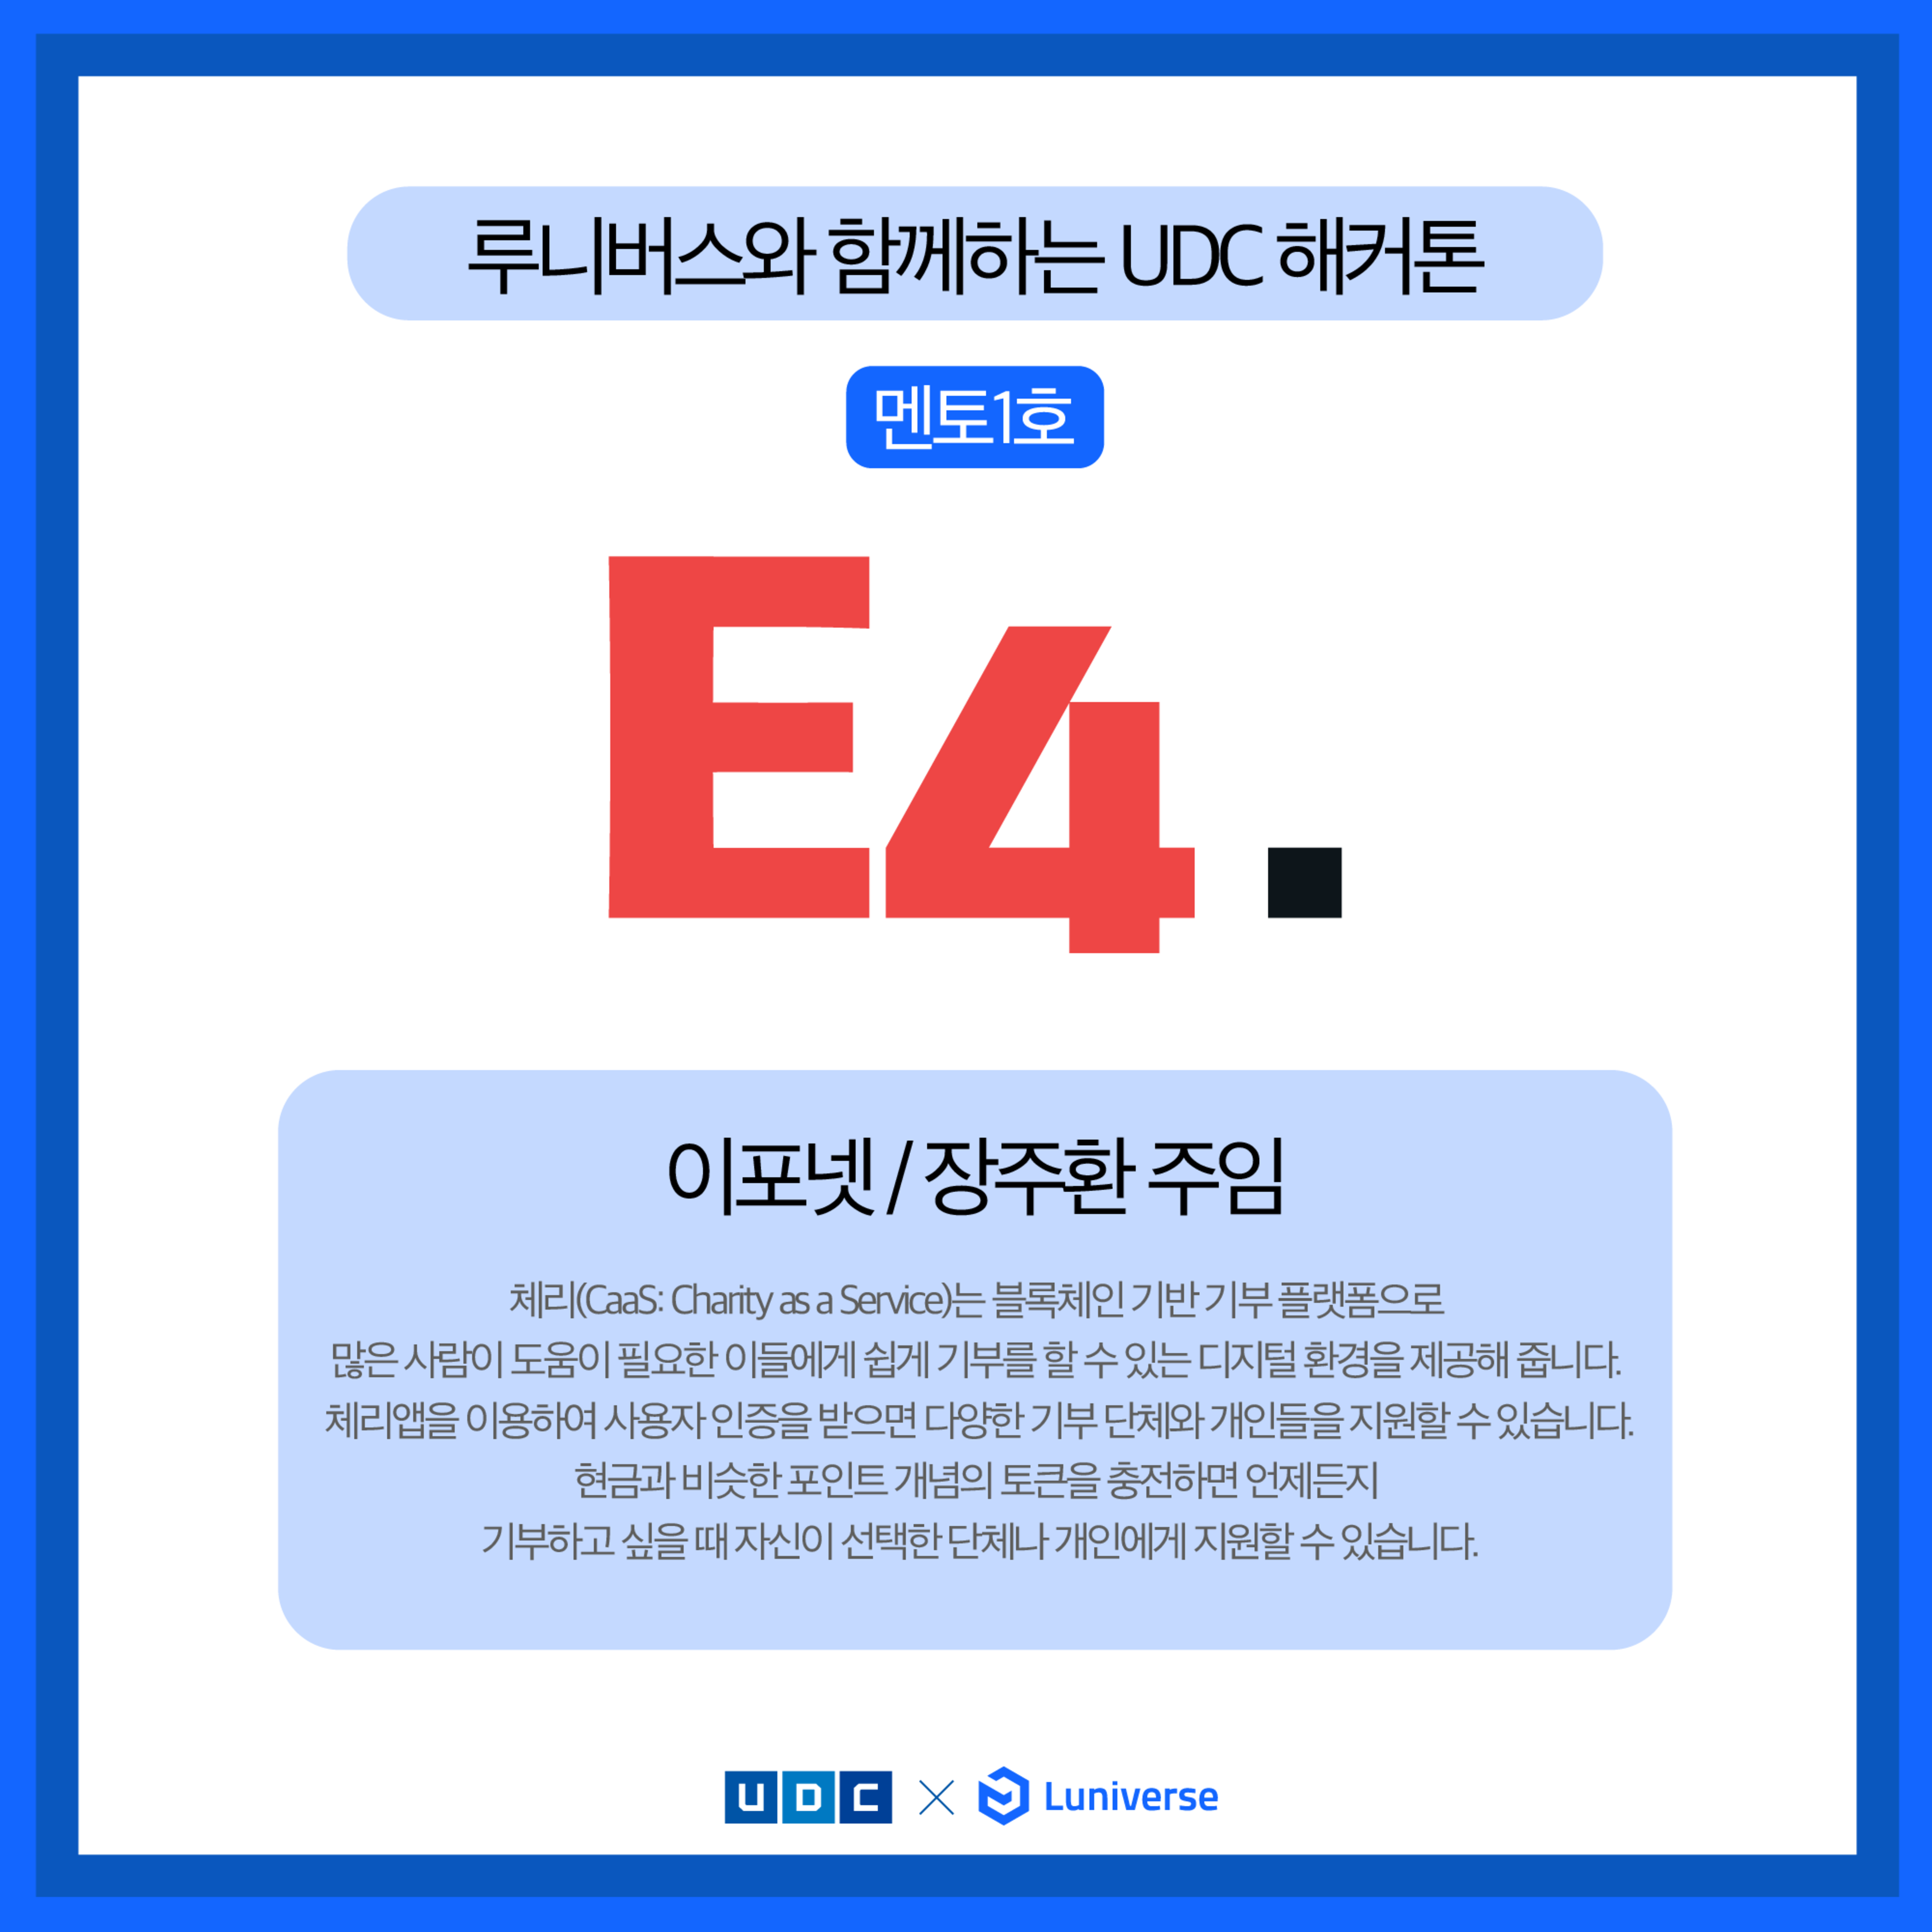 루니버스와 함께하는 UDC 해커톤
멘토1호
E4.
이포넷 / 장주환 주임
체리(CaaS: Charity as a Service)는 블록체인 기반 기부 플랫폼으로
많은 사람이 도움이 필요한 이들에게 쉽게 기부를 할 수 있는 디지털 환경을 제공해 줍니다.
체리앱을 이용하여 사용자 인증을 받으면 다양한 기부 단체와 개인들을 지원할 수 있습니다.
현금과 비슷한 포인트 개념의 토큰을 충전하면 언제든지
기부하고 싶을 때 자신이 선택한 단체나 개인에게 지원할 수 있습니다.
UDC × Luniverse